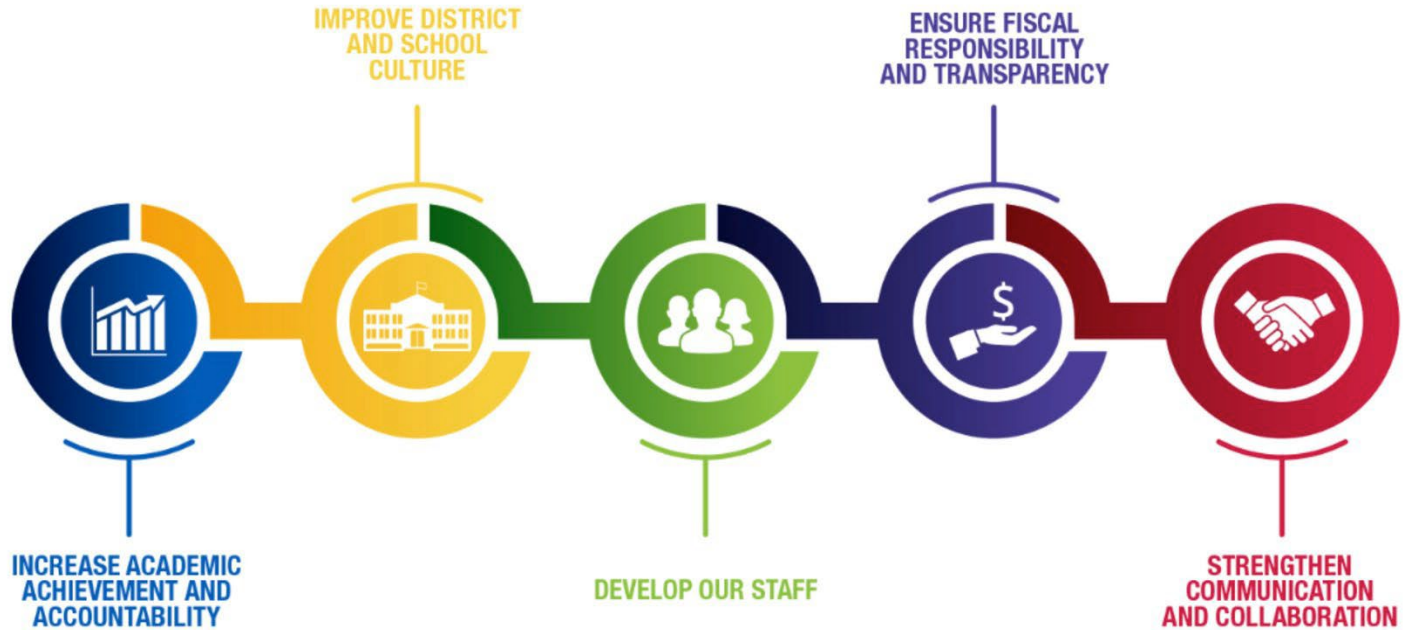 IMPROVE DISTRICT
AND SCHOOL
CULTURE
ENSURE FISCAL
RESPONSIBILITY
AND TRANSPARENCY
$
INCREASE ACADEMIC
ACHIEVEMENT AND
ACCOUNTABILITY
DEVELOP OUR STAFF
STRENGTHEN
COMMUNICATION
AND COLLABORATION